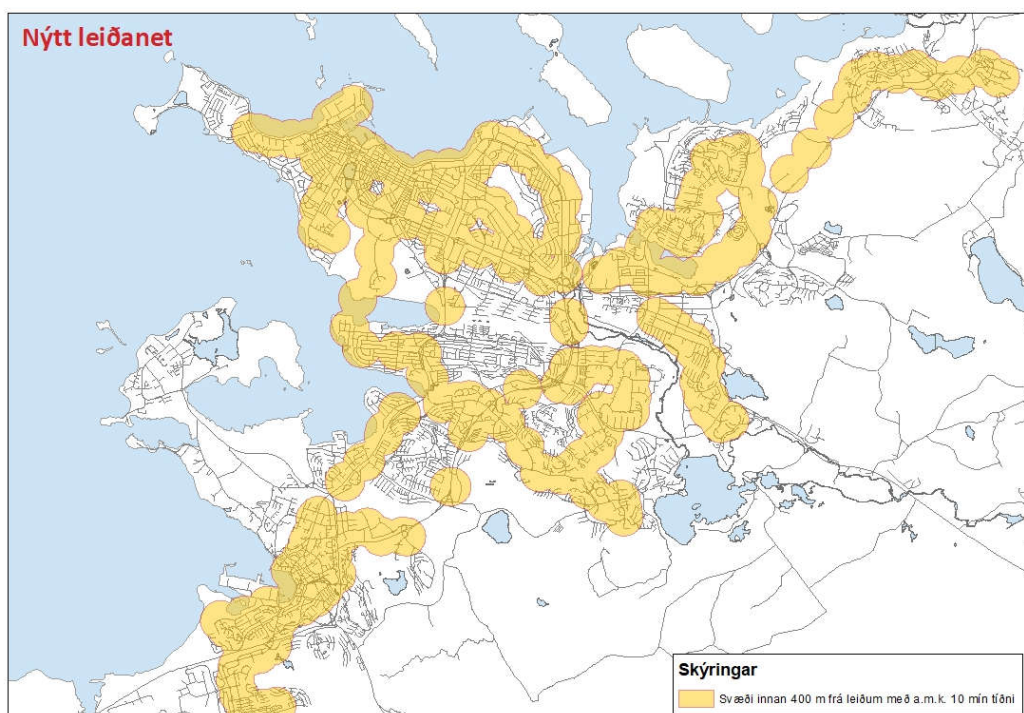 Nýtt leiðanet
Skýringar
Svæði innan 400 m frá leiðum með a.m.k. 10 mín tíðni